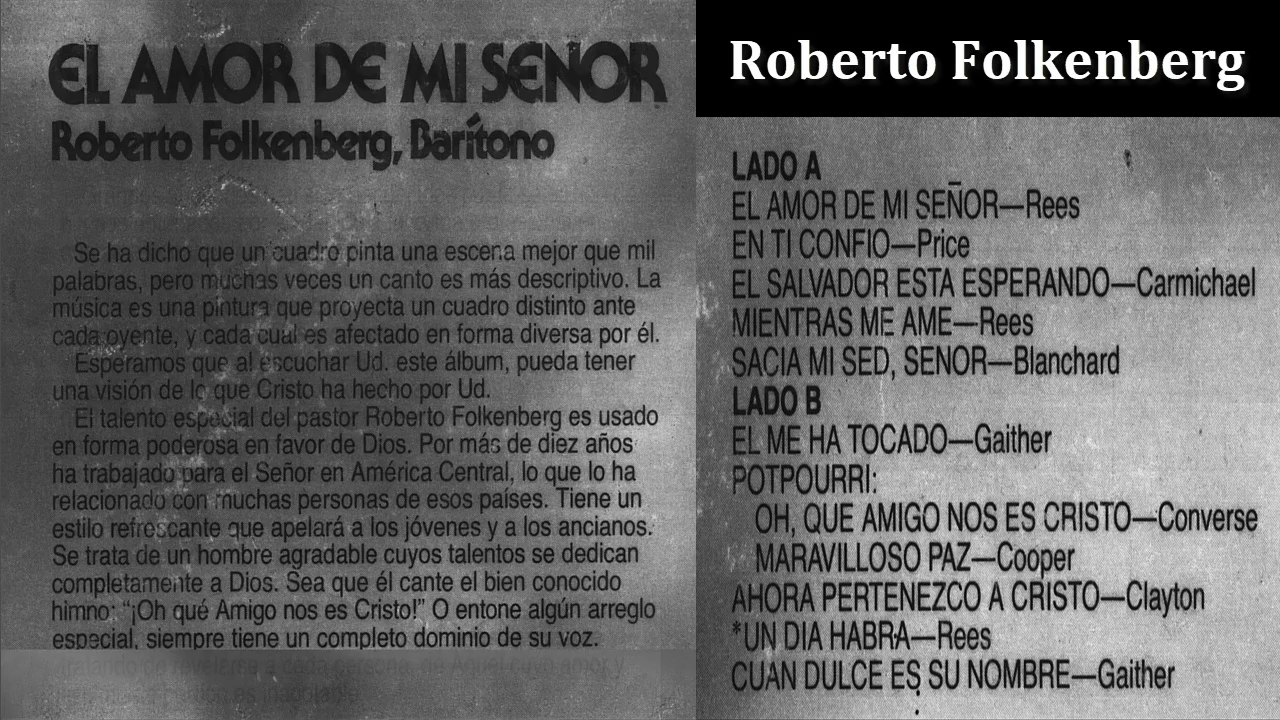 EL AMOR DE MI SEÑOR
Roberto Folkenberg, Barítono
Se ha dicho que un cuadro pinta una escena mejor que mil
palabras, pero muchas veces un canto es más descriptivo. La
música es una pintura que proyecta un cuadro distinto ante
cada oyente, y cada cual es afectado en forma diversa por él.
Esperamos que al escuchar Ud. este álbum, pueda tener
una visión de lo que Cristo ha hecho por Ud.
El talento especial del pastor Roberto Folkenberg es usado
en forma poderosa en favor de Dios. Por más de diez años
ha trabajado para el Señor en América Central, lo que lo ha
relacionado con muchas personas de esos países. Tiene un
estilo refrescante que apelará a los jóvenes y a los ancianos.
Se trata de un hombre agradable cuyos talentos se dedican
completamente a Dios. Sea que él cante el bien conocido
himno: “¡Oh qué Amigo nos es Cristo!” O entone algún arreglo
especial, siempre tiene un completo dominio de su voz.
a cada persona, de Aquel cuyo amor y
es inagotable
Roberto Folkenberg
LADO A
EL AMOR DE MI SEÑOR—Rees
EN TI CONFIO—Price
EL SALVADOR ESTA ESPERANDO—Carmichael
MIENTRAS ME AME—Rees
SACIA MI SED, SENOR—Blanchard
LADO B
EL ME HA TOCADO—Gaither
POTPOURRI:
OH, QUE AMIGO NOS ES CRISTO—Converse
MARAVILLOSO PAZ—Cooper
AHORA PERTENEZCO A CRISTO—Clayton
*UN DIA HABRA—Rees
CUAN DULCE ES SU NOMBRE—Gaither